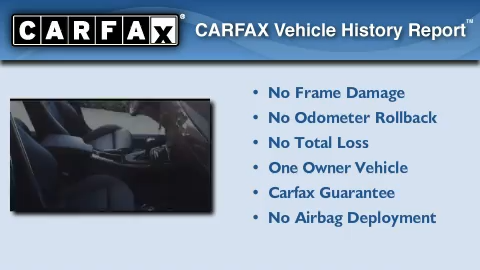 CARFAX® CARFAX Vehicle History Report™
• No Frame Damage
• No Odometer Rollback
• No Total Loss
• One Owner Vehicle
• Carfax Guarantee
• No Airbag Deployment